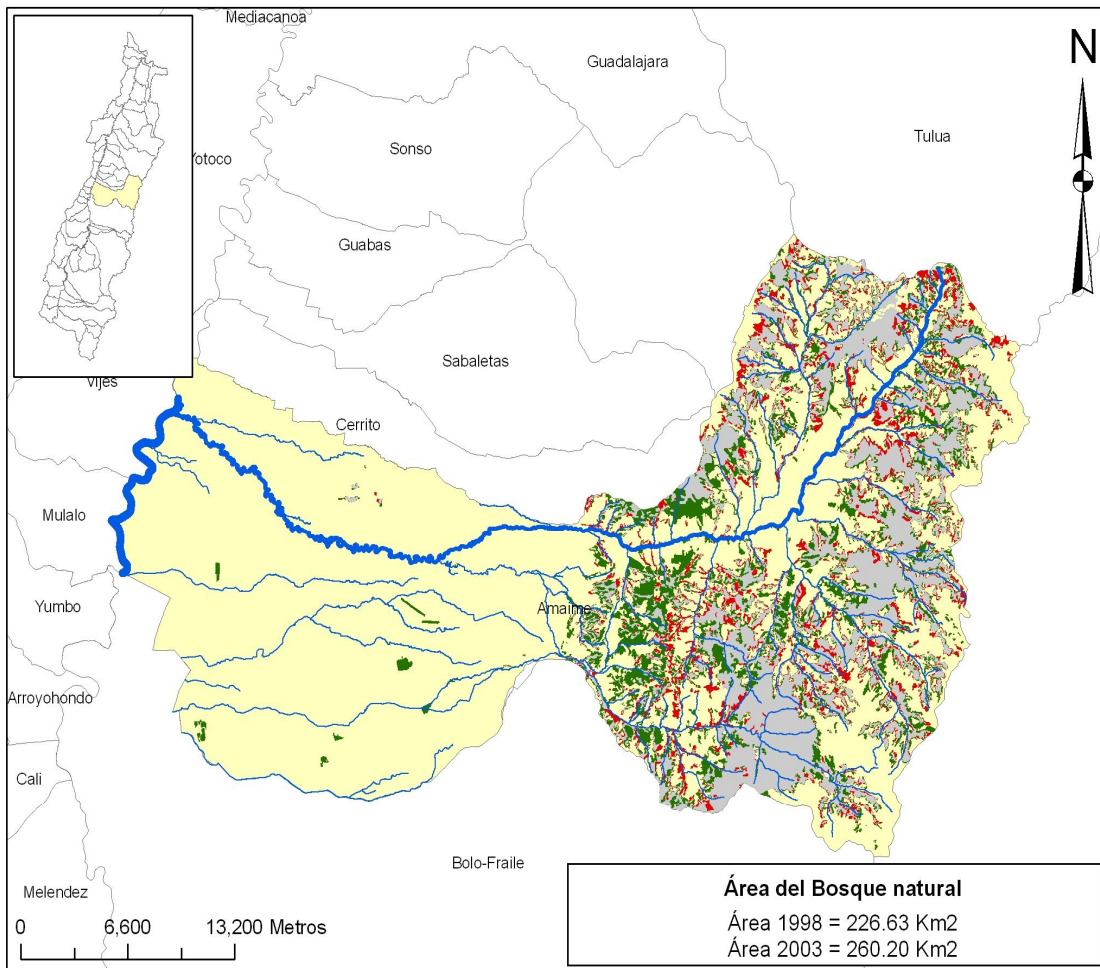 Mediacanoa
Guadalajara
N
Tulua
Sonso
Yotoco
Guabas
Sabaletas
Vijes
Cerrito
Mulalo
Yumbo
Amaime
Arroyohondo
Cali
Bolo-Fraile
Melendez
0 6,600 13,200 Metros
Área del Bosque natural
Área 1998 = 226.63 Km2
Área 2003 = 260.20 Km2